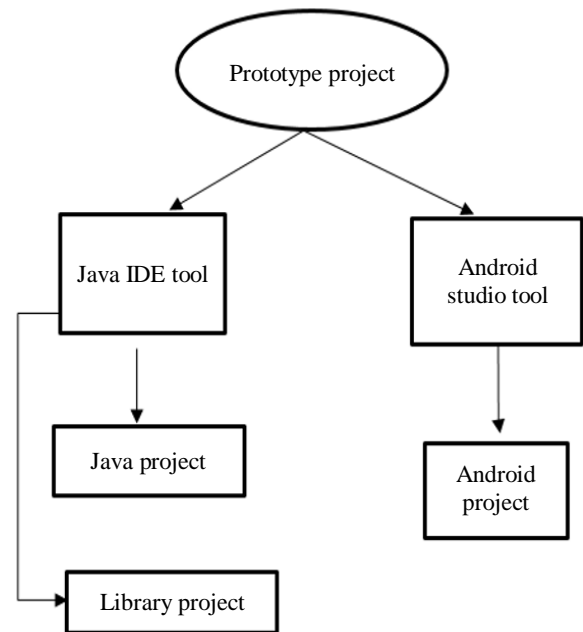 Prototype project
Java IDE tool
Android
studio tool
Java project
Android
project
Library project